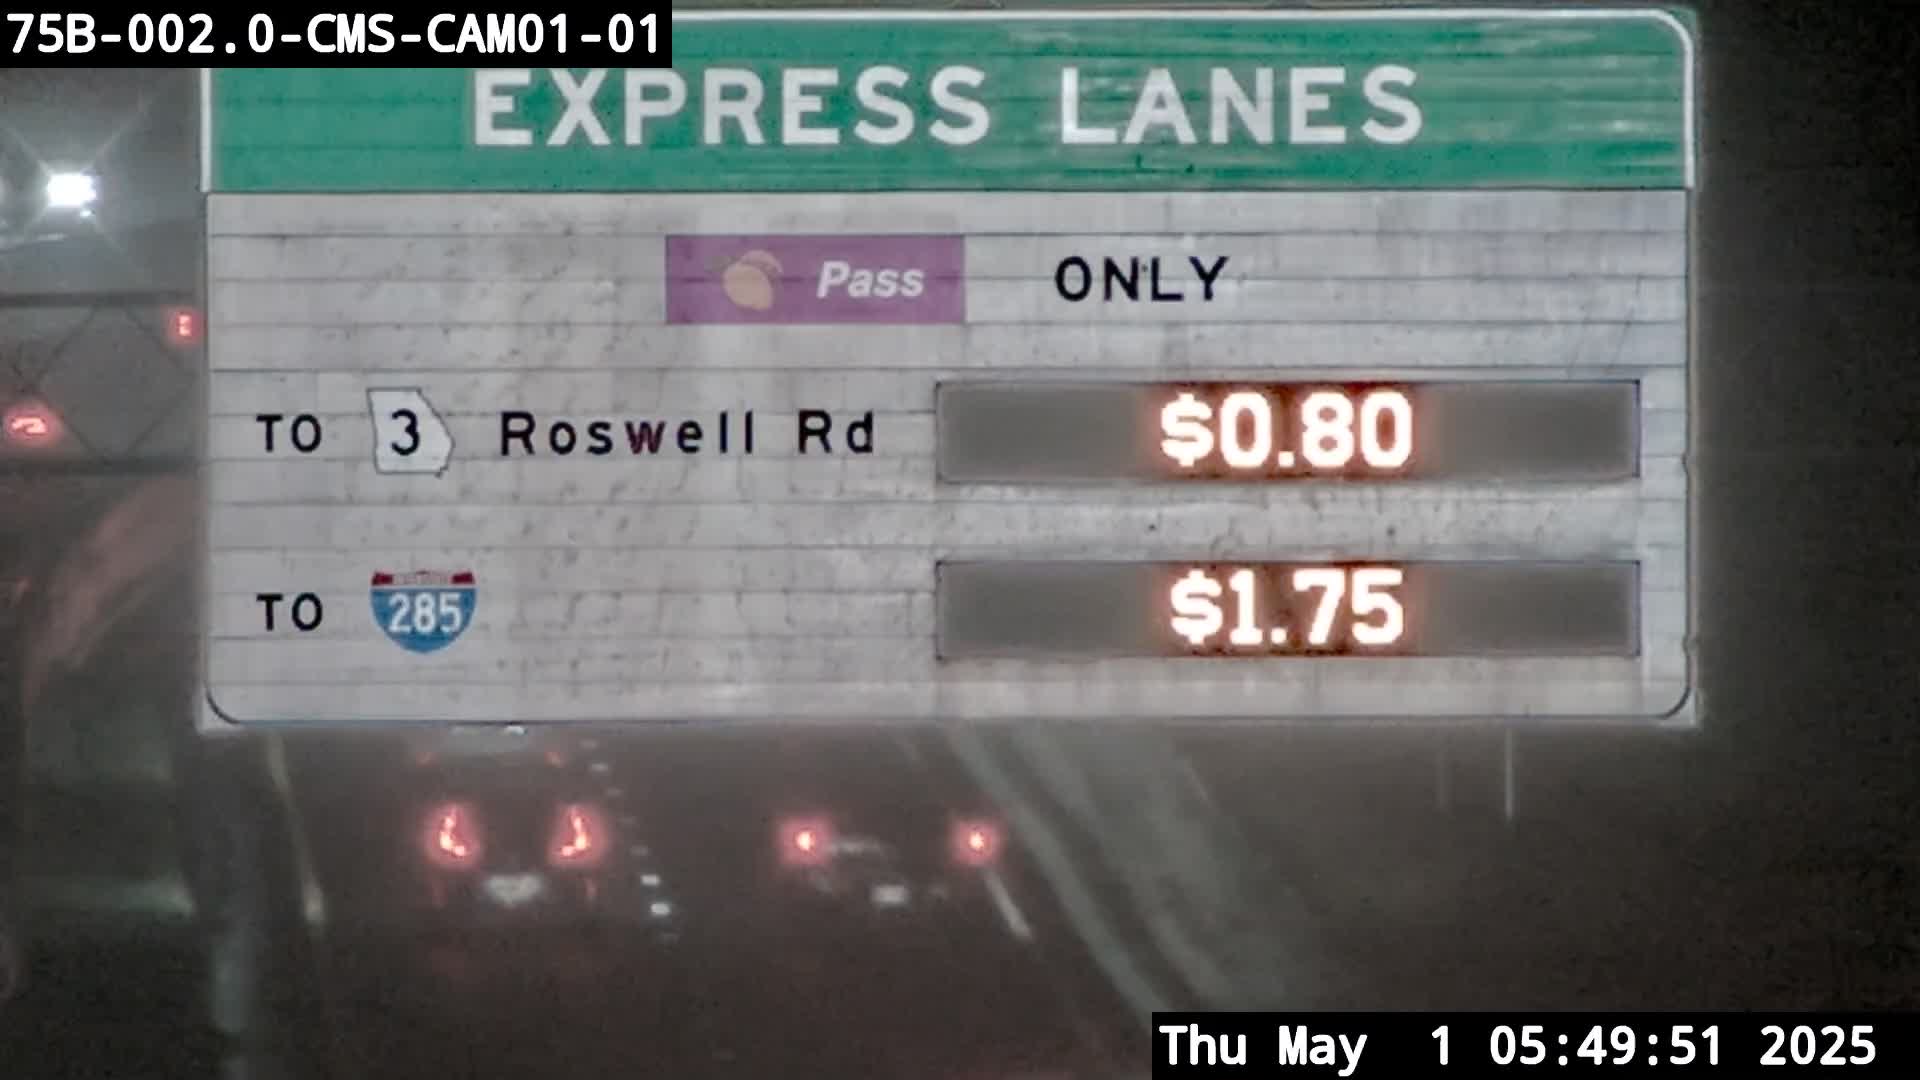 75B-002.0-CMS-CAM01-01
EXPRESS LANES
Pass ONLY
TO 3 Roswell Rd $0.80
TO 285 $1.75
Thu May 1 05:49:51 2025